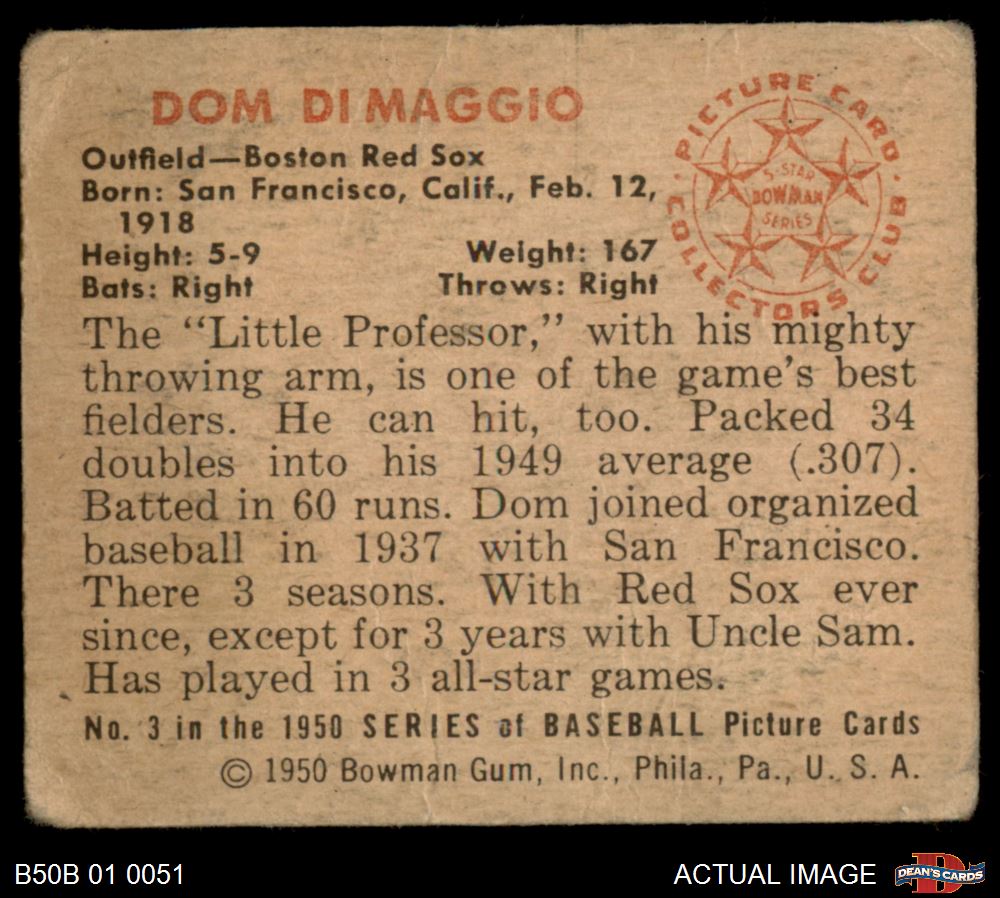 DOM DI MAGGIO
Outfield—Boston Red Sox
Born: San Francisco, Calif., Feb. 12,
1918
Height: 5-9 Weight: 167
Bats: Right Throws: Right
PICTURE CARD
COLLECTORS CLUB
5-STAR
BOWMAN
SERIES
The “Little Professor,” with his mighty
throwing arm, is one of the game’s best
fielders. He can hit, too. Packed 34
doubles into his 1949 average (.307).
Batted in 60 runs. Dom joined organized
baseball in 1937 with San Francisco.
There 3 seasons. With Red Sox ever
since, except for 3 years with Uncle Sam.
Has played in 3 all-star games.
No. 3 in the 1950 SERIES of BASEBALL Picture Cards
© 1950 Bowman Gum, Inc., Phila., Pa., U. S. A.
B50B 01 0051
ACTUAL IMAGE
D
DEAN'S CARDS